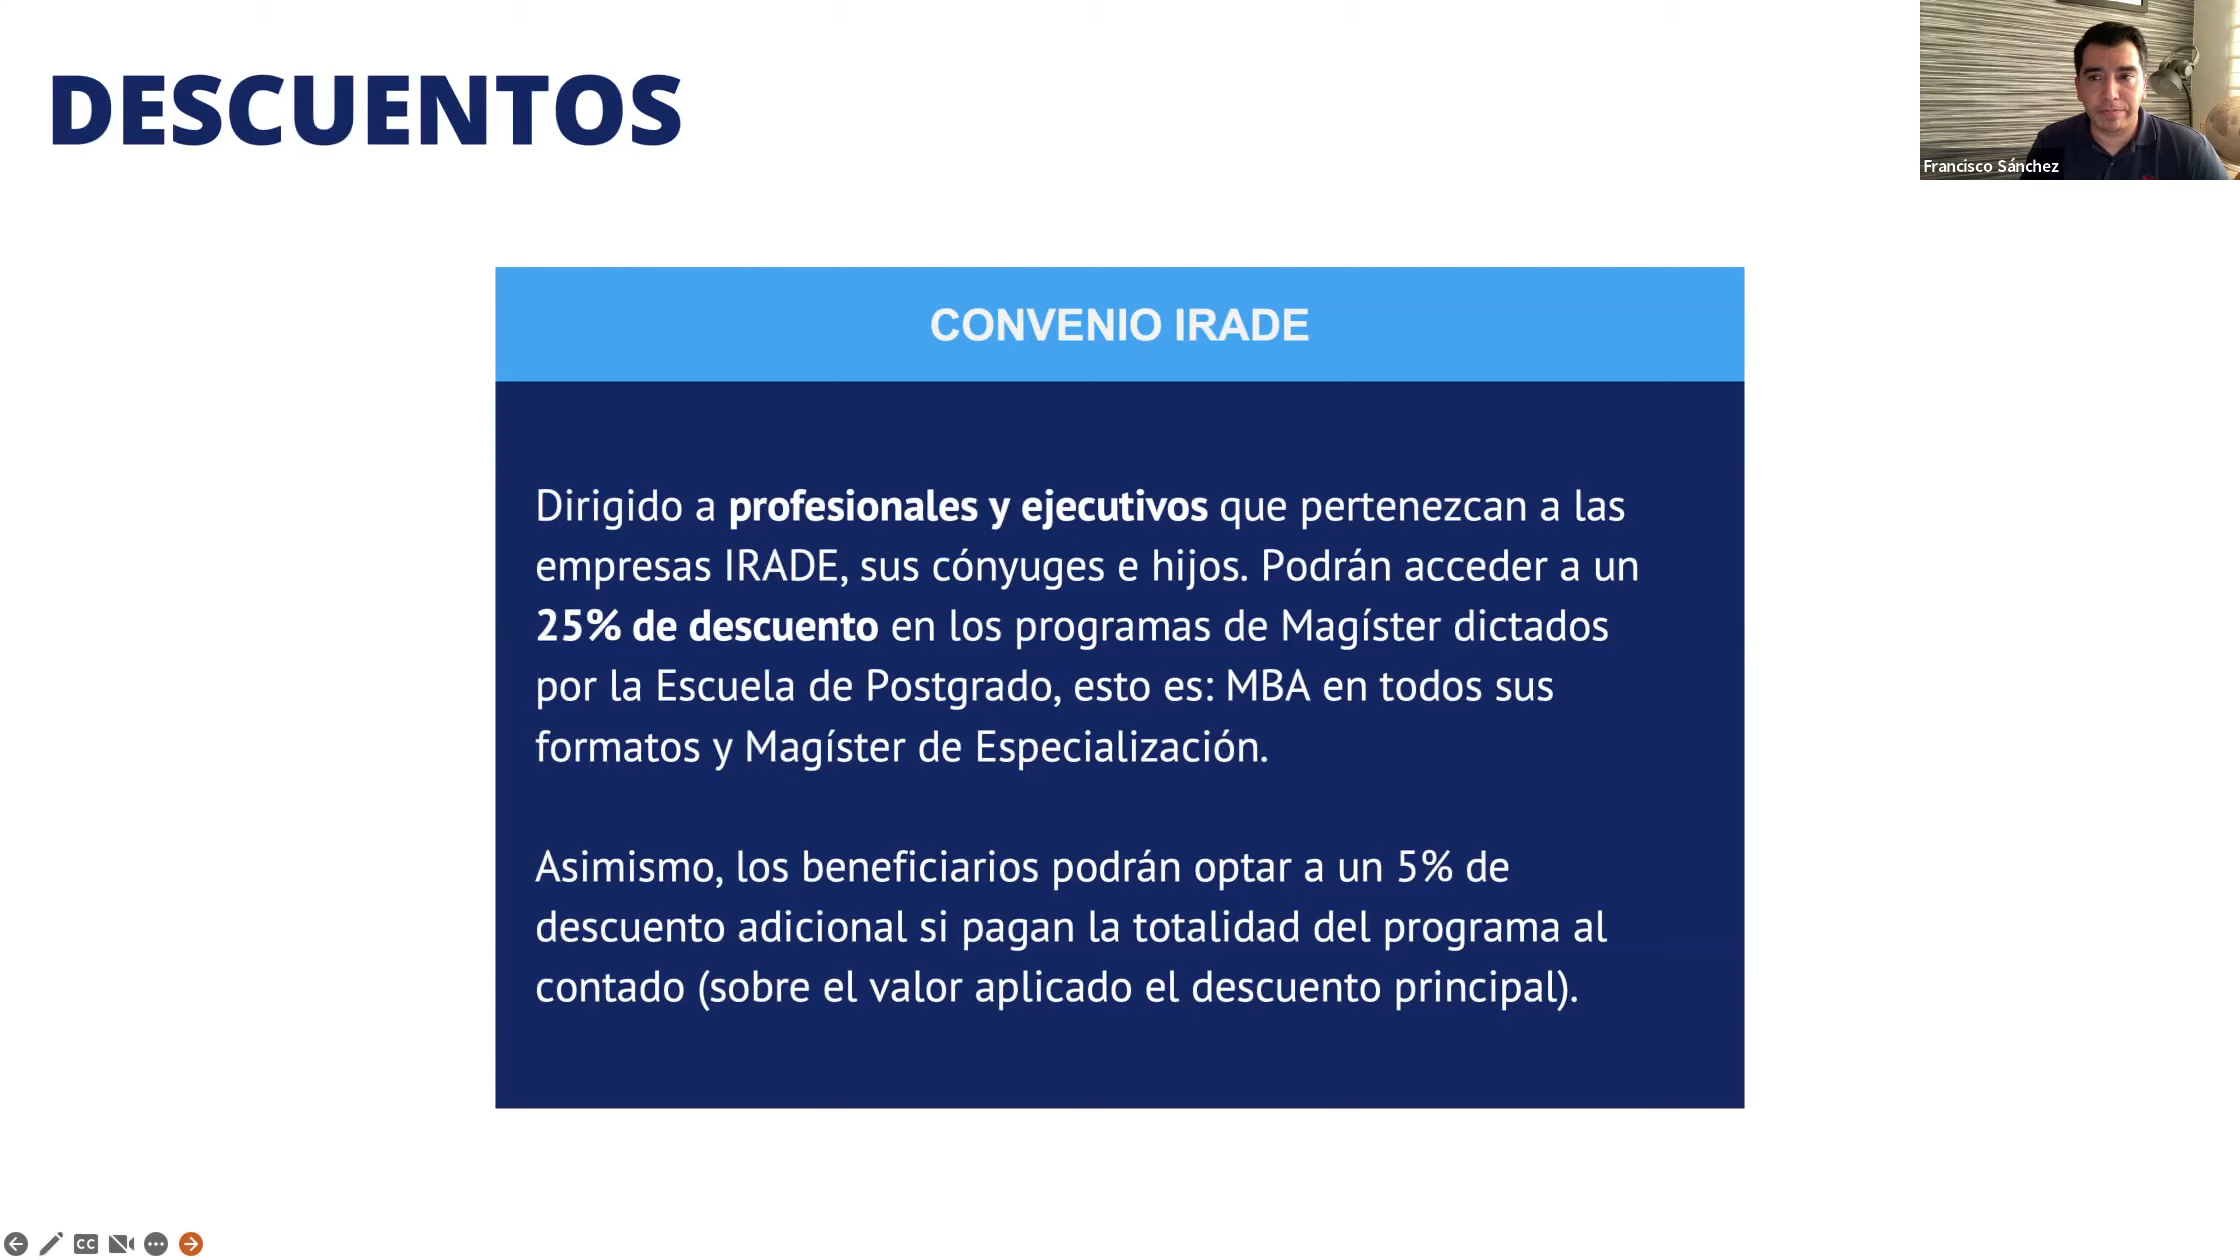 DESCUENTOS
Francisco Sánchez
CONVENIO IRADE
Dirigido a profesionales y ejecutivos que pertenezcan a las
empresas IRADE, sus cónyuges e hijos. Podrán acceder a un
25% de descuento en los programas de Magíster dictados
por la Escuela de Postgrado, esto es: MBA en todos sus
formatos y Magíster de Especialización.
Asimismo, los beneficiarios podrán optar a un 5% de
descuento adicional si pagan la totalidad del programa al
contado (sobre el valor aplicado el descuento principal).
CC